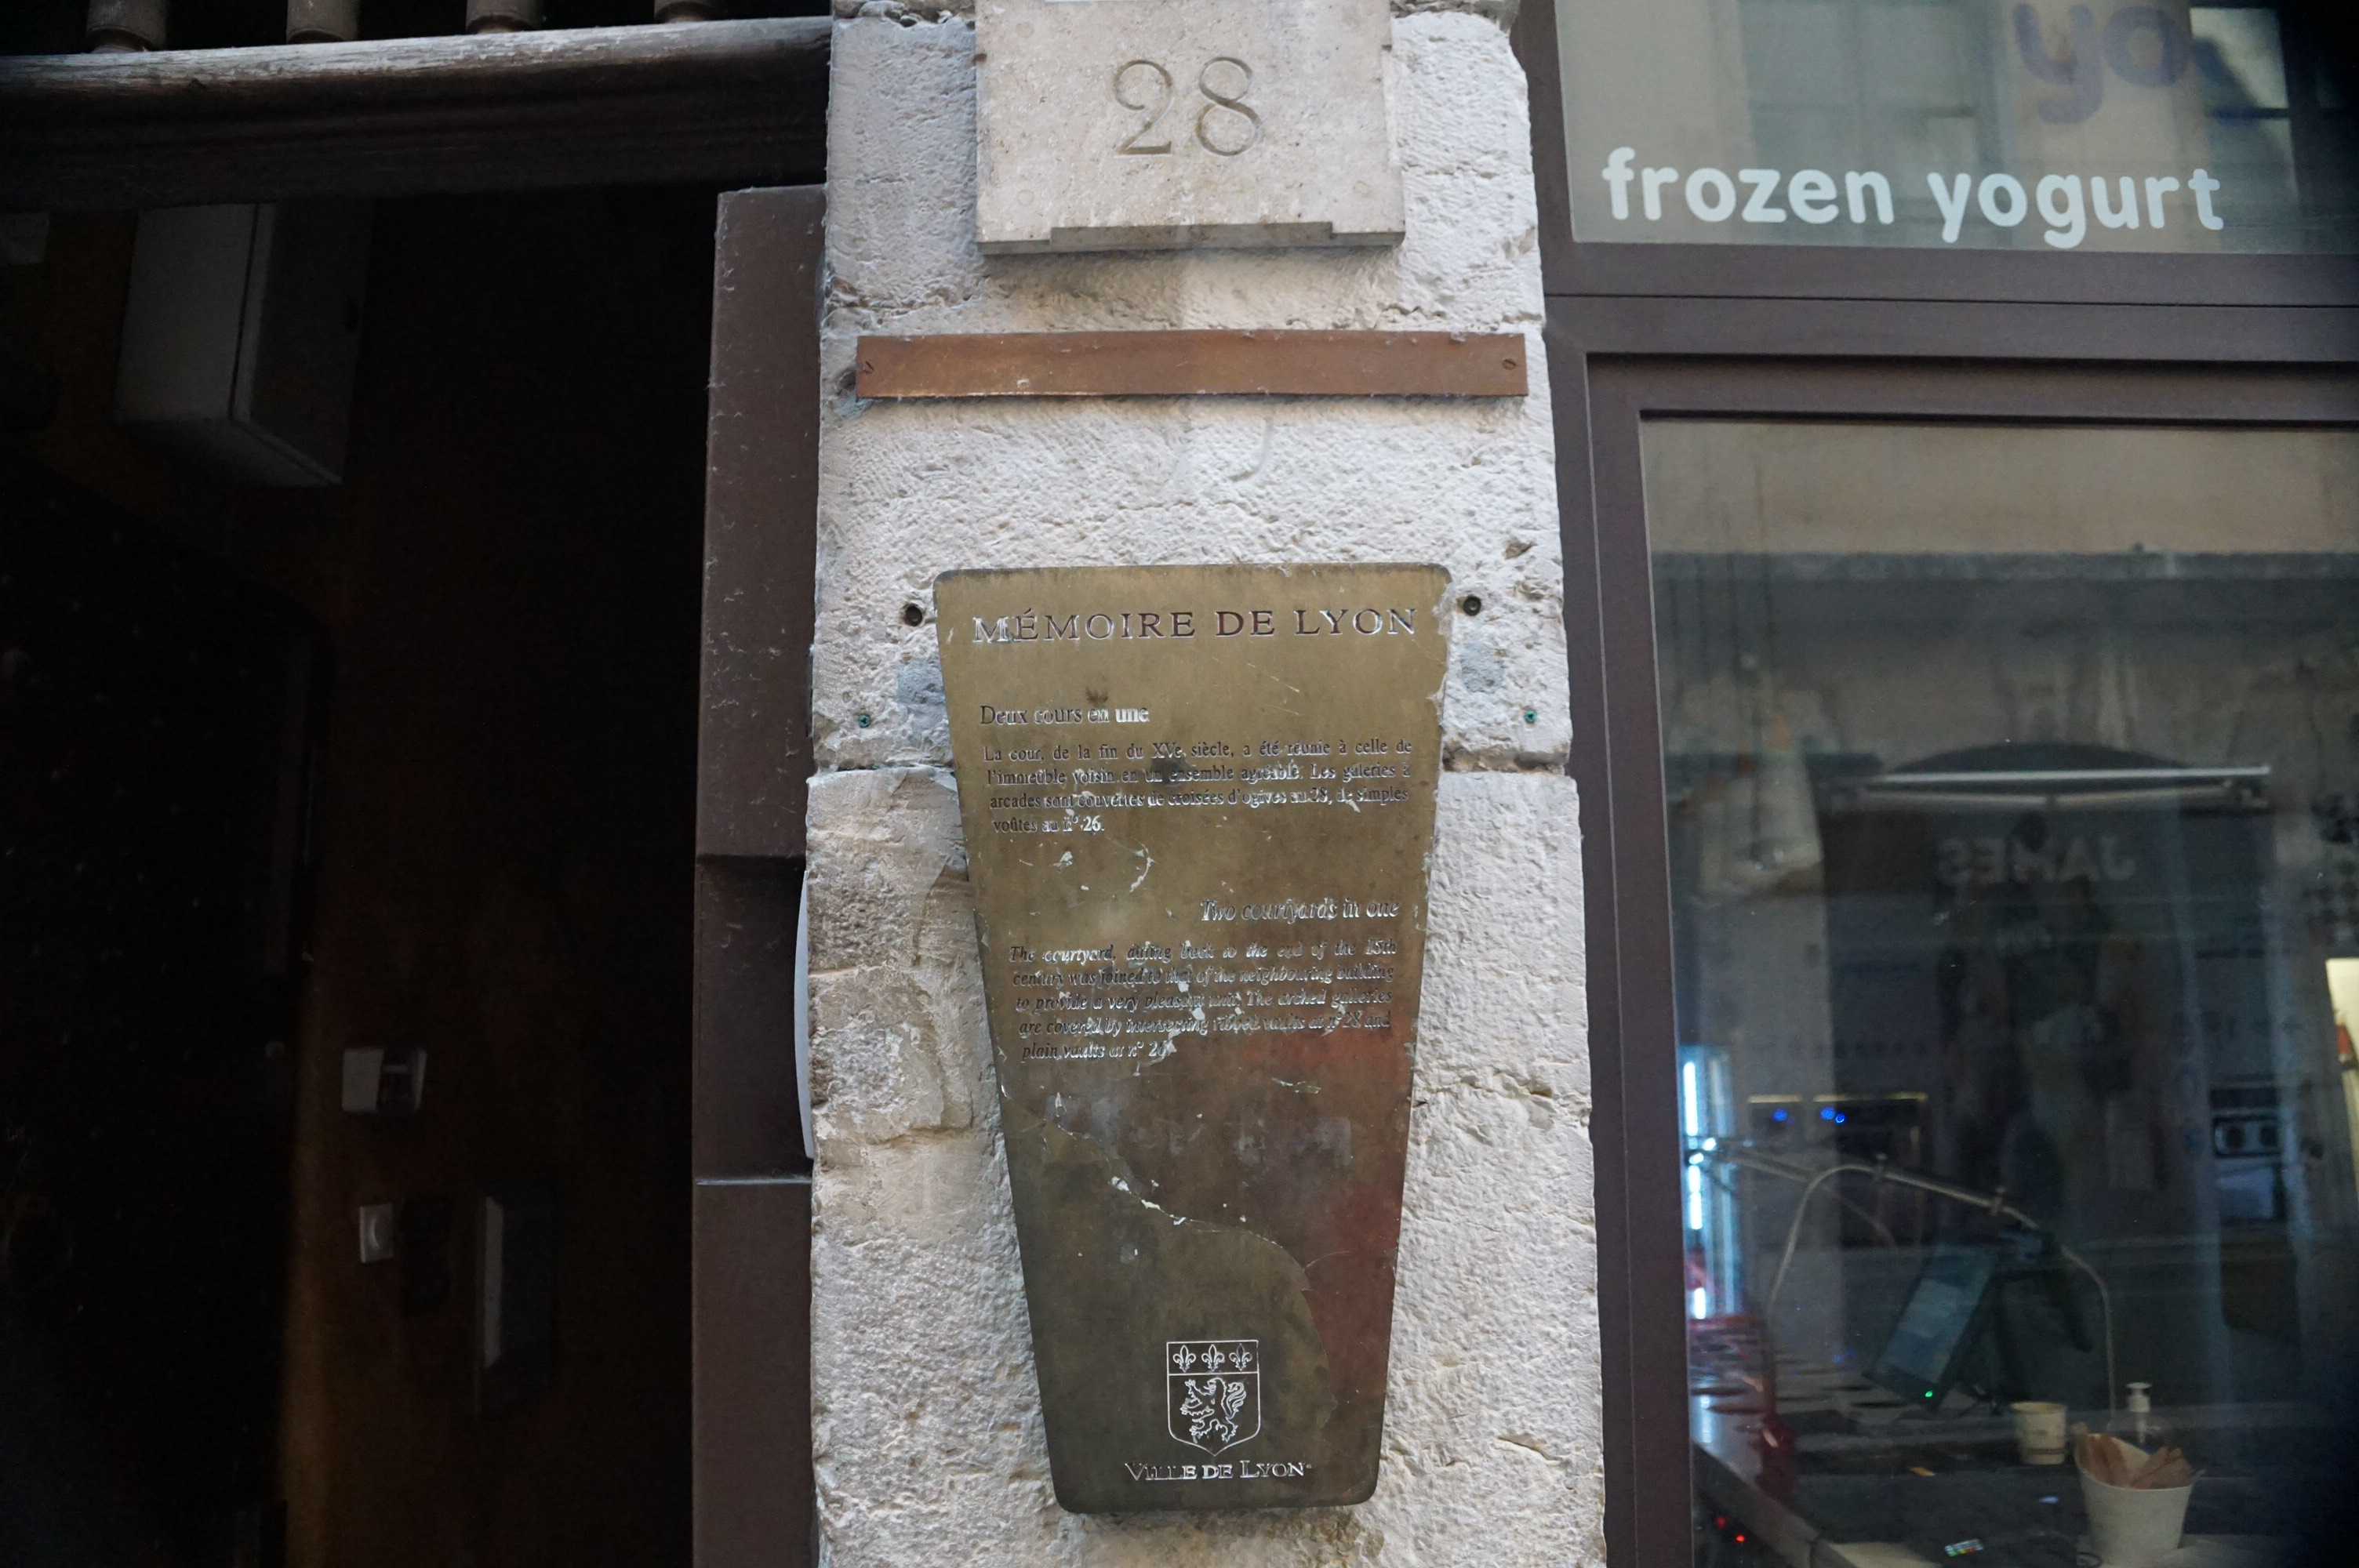 28
yo
frozen yogurt
MÉMOIRE DE LYON
Deux cours en une
La cour, de la fin du XVe siècle, a été réunie à celle de
l'immeuble voisin en un ensemble agréable. Les galeries à
arcades sont couvertes de croisées d'ogives au 28, de simples
voûtes au n° 26.
Two courtyards in one
The courtyard, dating back to the end of the 15th
century was joined to that of the neighbouring building
to provide a very pleasant unit. The arched galleries
are covered by intersecting ribbed vaults at n° 28 and
plain vaults at n° 26
VILLE DE LYON
JAMES